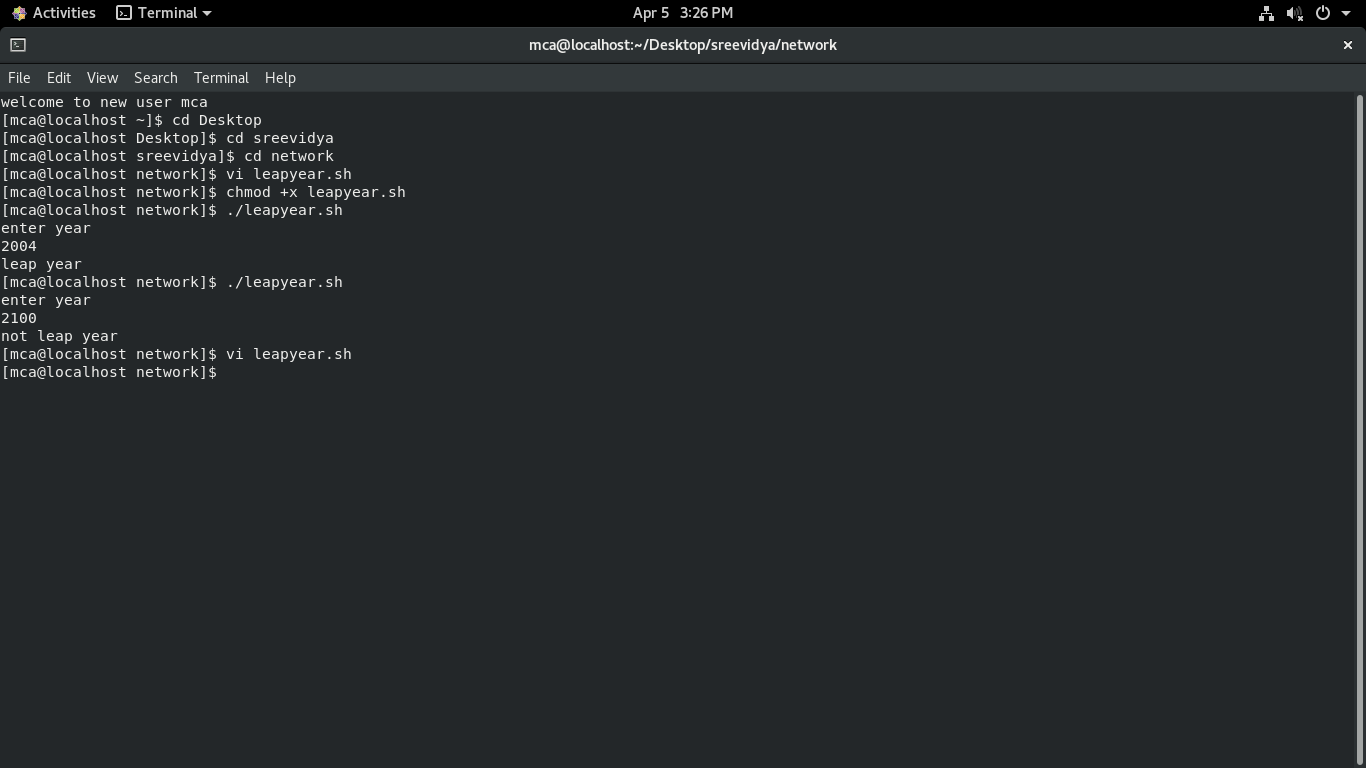 Activities Terminal Apr 5 3:26 PM
mca@localhost:~/Desktop/sreevidya/network
File Edit View Search Terminal Help
welcome to new user mca
[mca@localhost ~]$ cd Desktop
[mca@localhost Desktop]$ cd sreevidya
[mca@localhost sreevidya]$ cd network
[mca@localhost network]$ vi leapyear.sh
[mca@localhost network]$ chmod +x leapyear.sh
[mca@localhost network]$ ./leapyear.sh
enter year
2004
leap year
[mca@localhost network]$ ./leapyear.sh
enter year
2100
not leap year
[mca@localhost network]$ vi leapyear.sh
[mca@localhost network]$